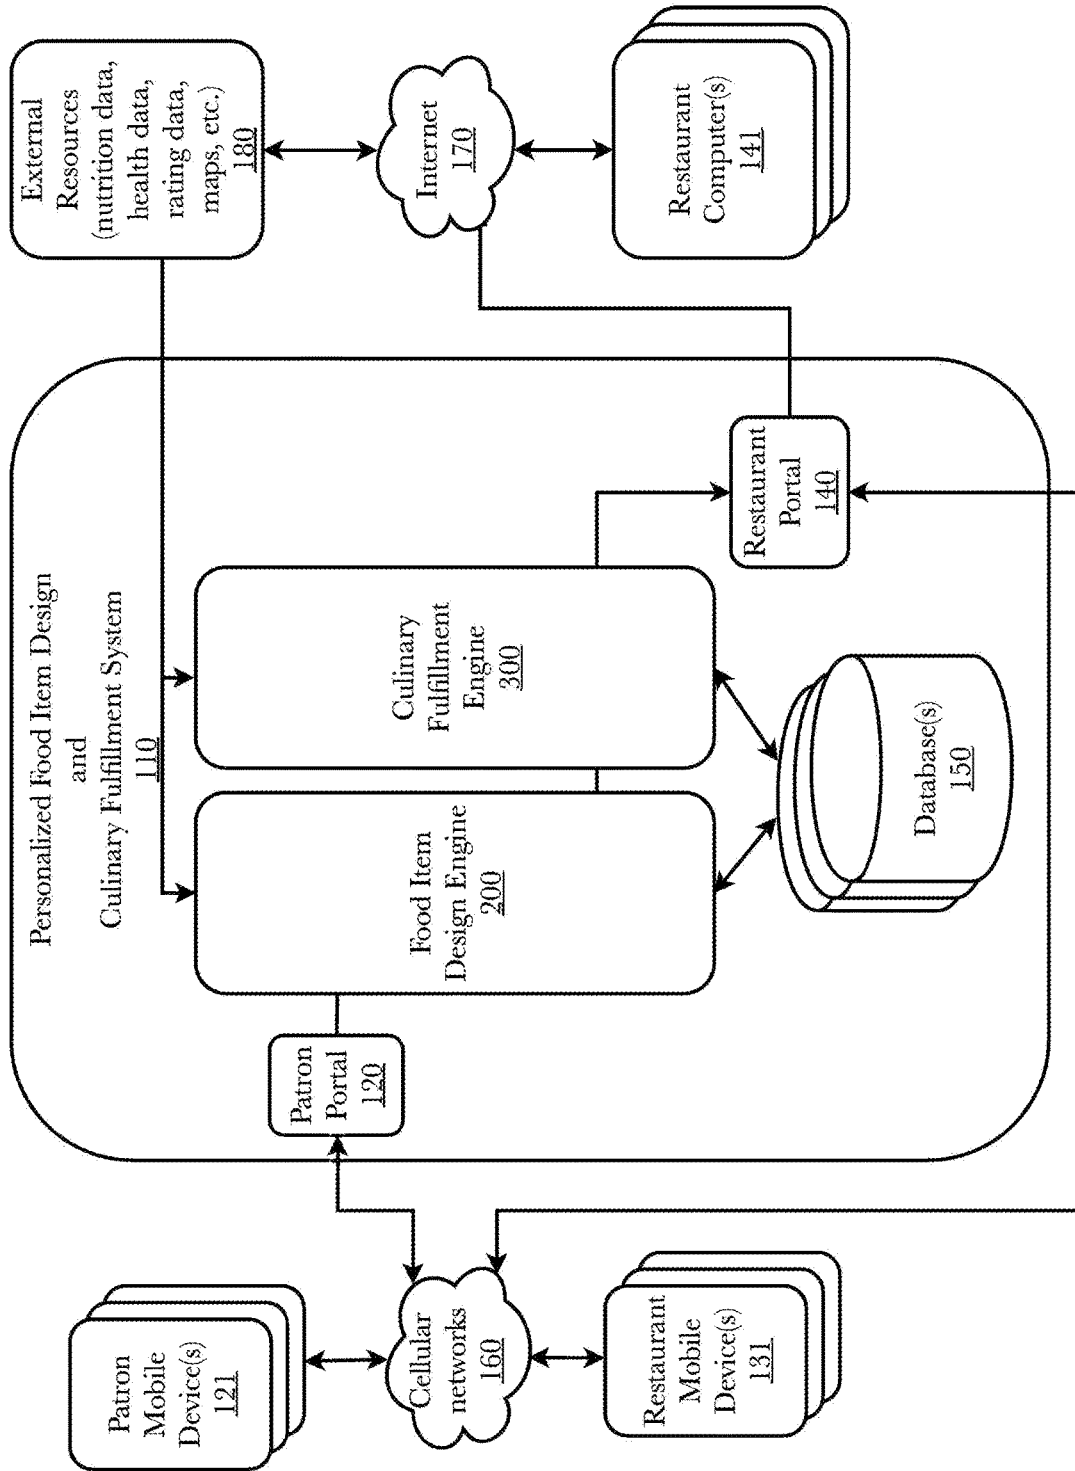 Patron
Mobile
Device(s)
121
Cellular
networks
160
Restaurant
Mobile
Device(s)
131
Personalized Food Item Design
and
Culinary Fulfillment System
110
Patron
Portal
120
Food Item
Design Engine
200
Culinary
Fulfillment
Engine
300
Database(s)
150
Restaurant
Portal
140
External
Resources
(nutrition data,
health data,
rating data,
maps, etc.)
180
Internet
170
Restaurant
Computer(s)
141